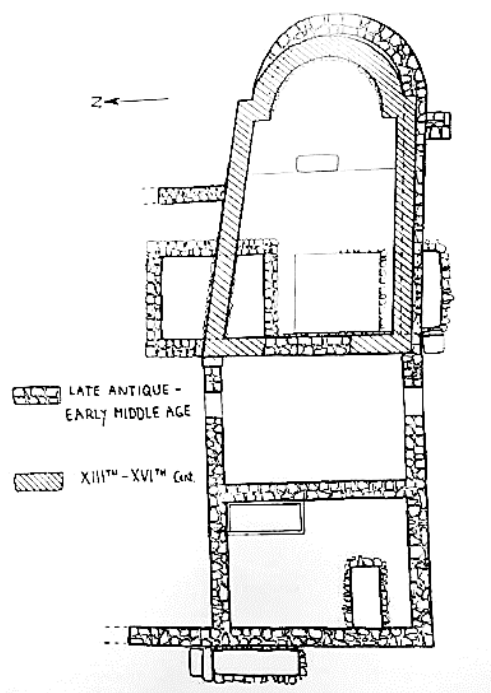 N
LATE ANTIQUE -
EARLY MIDDLE AGE
XIIITH - XVITH Cent.